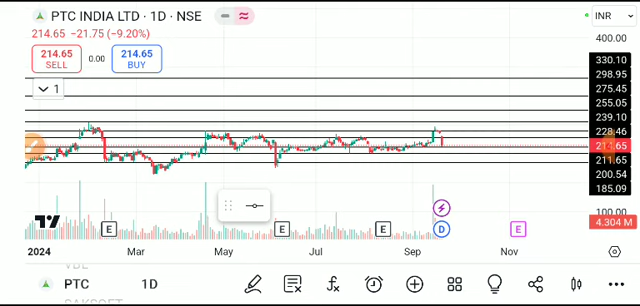 PTC INDIA LTD · 1D · NSE
INR
214.65 −21.75 (−9.20%)
400.00
214.65
SELL
0.00
214.65
BUY
330.10
298.95
275.45
255.05
239.10
228.46
214.65
211.65
200.54
185.09
1
100.00
4.304 M
E
E
E
D
E
2024
Mar
May
Jul
Sep
Nov
PTC
1D